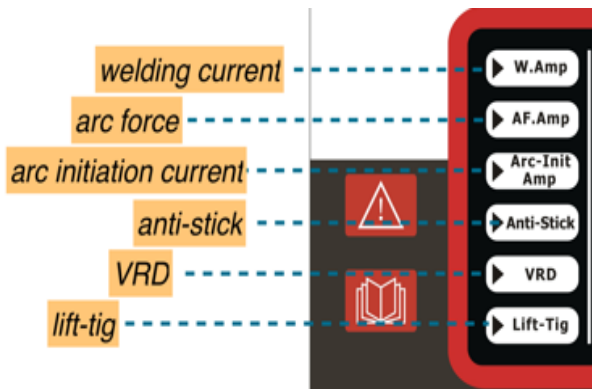 welding current
W.Amp
arc force
AF.Amp
arc initiation current
Arc-Init
Amp
anti-stick
Anti-Stick
VRD
VRD
lift-tig
Lift-Tig